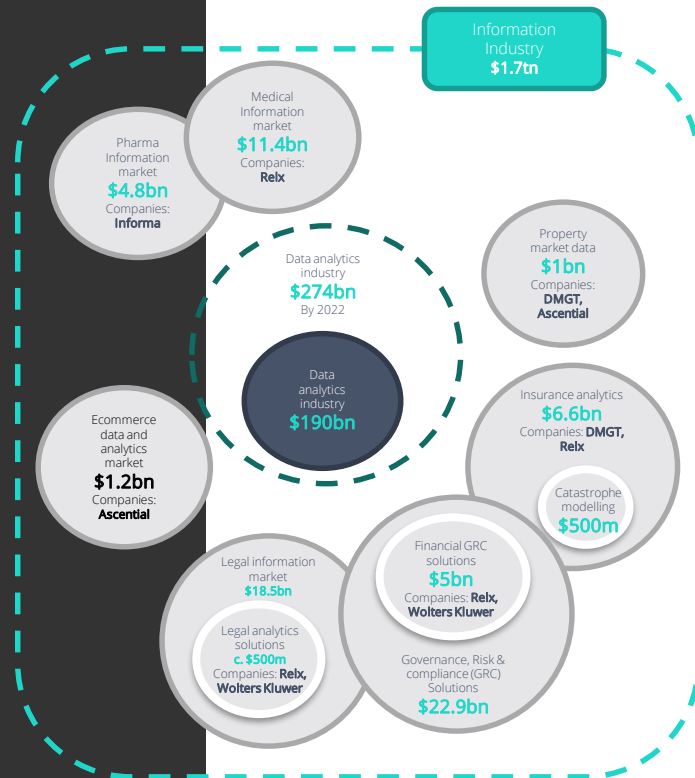 Information
Industry
$1.7tn
Medical
Information
market
$11.4bn
Companies:
Relx
Pharma
Information
market
$4.8bn
Companies:
Informa
Property
market data
$1bn
Companies:
DMGT,
Ascential
Data analytics
industry
$274bn
By 2022
Data
analytics
industry
$190bn
Insurance analytics
$6.6bn
Companies: DMGT,
Relx
Catastrophe
modelling
$500m
Ecommerce
data and
analytics
market
$1.2bn
Companies:
Ascential
Legal information
market
$18.5bn
Legal analytics
solutions
c. $500m
Companies: Relx,
Wolters Kluwer
Financial GRC
solutions
$5bn
Companies: Relx,
Wolters Kluwer
Governance, Risk &
compliance (GRC)
Solutions
$22.9bn